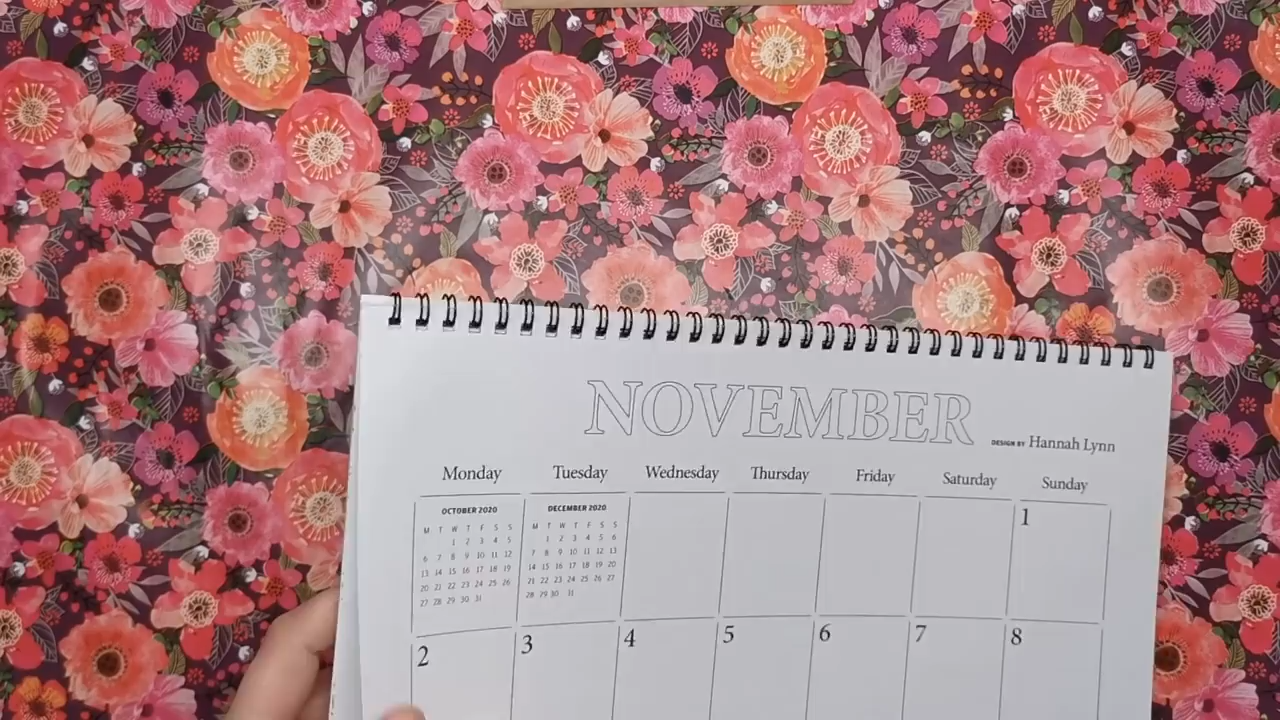 NOVEMBER
DESIGN BY Hannah Lynn
Monday Tuesday Wednesday Thursday Friday Saturday Sunday
OCTOBER 2020
M T W T F S S
1 2 3 4 5
6 7 8 9 10 11 12
13 14 15 16 17 18 19
20 21 22 23 24 25 26
27 28 29 30 31
DECEMBER 2020
M T W T F S S
1 2 3 4 5 6
7 8 9 10 11 12 13
14 15 16 17 18 19 20
21 22 23 24 25 26 27
28 29 30 31
1
2 3 4 5 6 7 8